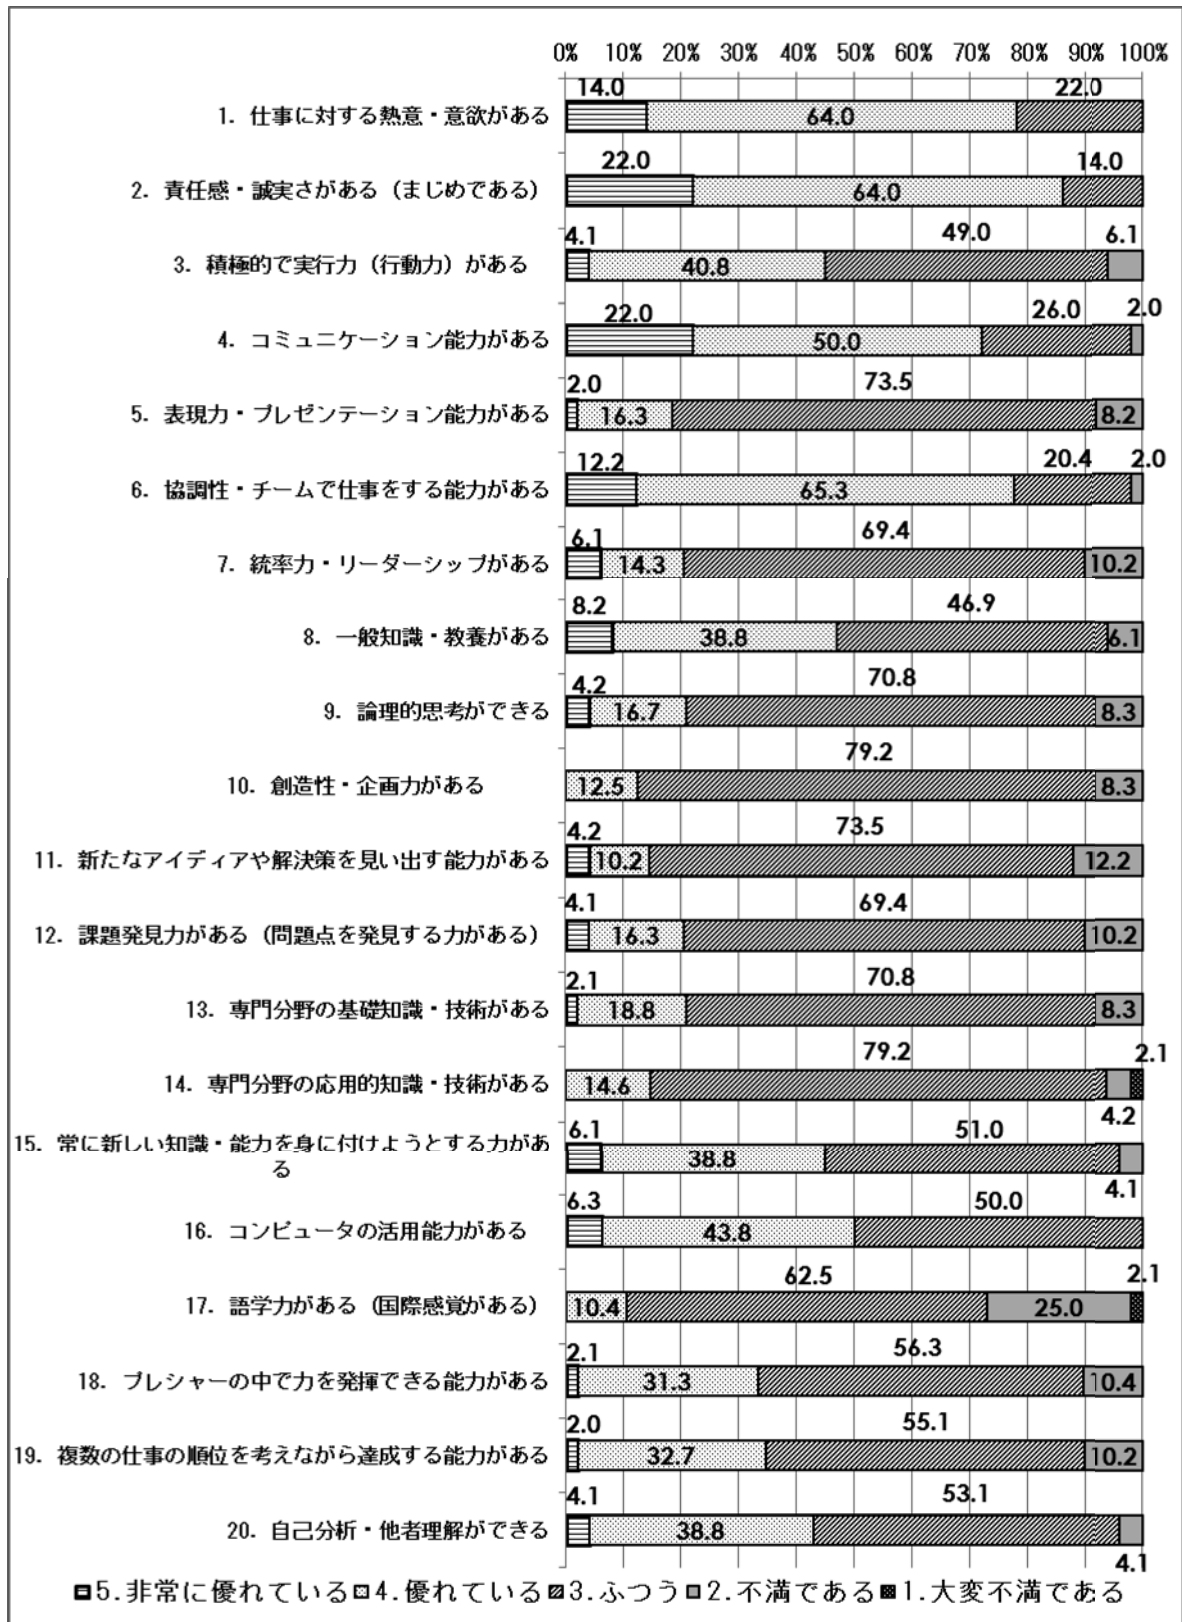 0% 10% 20% 30% 40% 50% 60% 70% 80% 90% 100%
14.0 22.0
1. 仕事に対する熱意・意欲がある 64.0
22.0 14.0
2. 責任感・誠実さがある（まじめである） 64.0
4.1 49.0 6.1
3. 積極的で実行力（行動力）がある 40.8
22.0 26.0 2.0
4. コミュニケーション能力がある 50.0
2.0 73.5
5. 表現力・プレゼンテーション能力がある 16.3 8.2
12.2 20.4 2.0
6. 協調性・チームで仕事をする能力がある 65.3
6.1 69.4
7. 統率力・リーダーシップがある 14.3 10.2
8.2 46.9
8. 一般知識・教養がある 38.8 6.1
4.2 70.8
9. 論理的思考ができる 16.7 8.3
79.2
10. 創造性・企画力がある 12.5 8.3
4.2 73.5
11. 新たなアイディアや解決策を見い出す能力がある 10.2 12.2
4.1 69.4
12. 課題発見力がある（問題点を発見する力がある） 16.3 10.2
2.1 70.8
13. 専門分野の基礎知識・技術がある 18.8 8.3
79.2 2.1
14. 専門分野の応用的知識・技術がある 14.6
4.2
6.1 51.0
15. 常に新しい知識・能力を身に付けようとする力があ
る 38.8
4.1
6.3 50.0
16. コンピュータの活用能力がある 43.8
62.5 2.1
17. 語学力がある（国際感覚がある） 10.4 25.0
2.1 56.3
18. プレシャーの中で力を発揮できる能力がある 31.3 10.4
2.0 55.1
19. 複数の仕事の順位を考えながら達成する能力がある 32.7 10.2
4.1 53.1
20. 自己分析・他者理解ができる 38.8
4.1
5.非常に優れている 4.優れている 3.ふつう 2.不満である 1.大変不満である